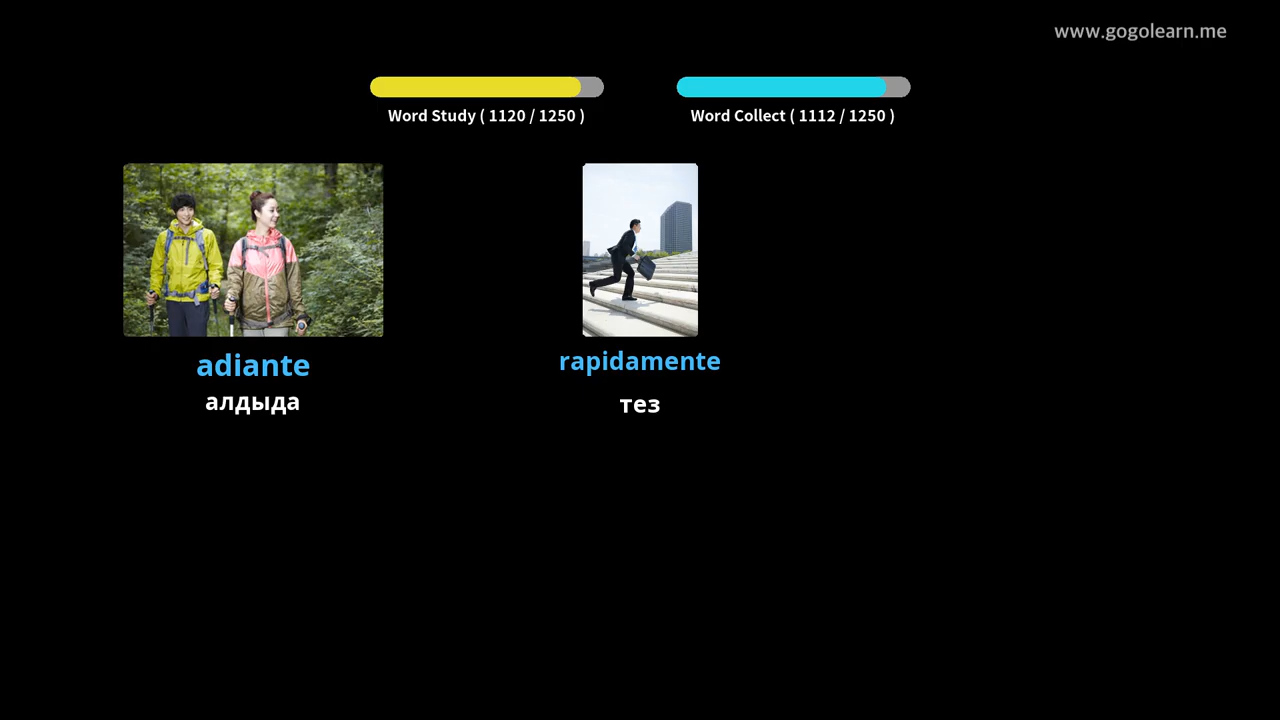 www.gogolearn.me
Word Study ( 1120 / 1250 )
Word Collect ( 1112 / 1250 )
adiante
алдыда
rapidamente
тез